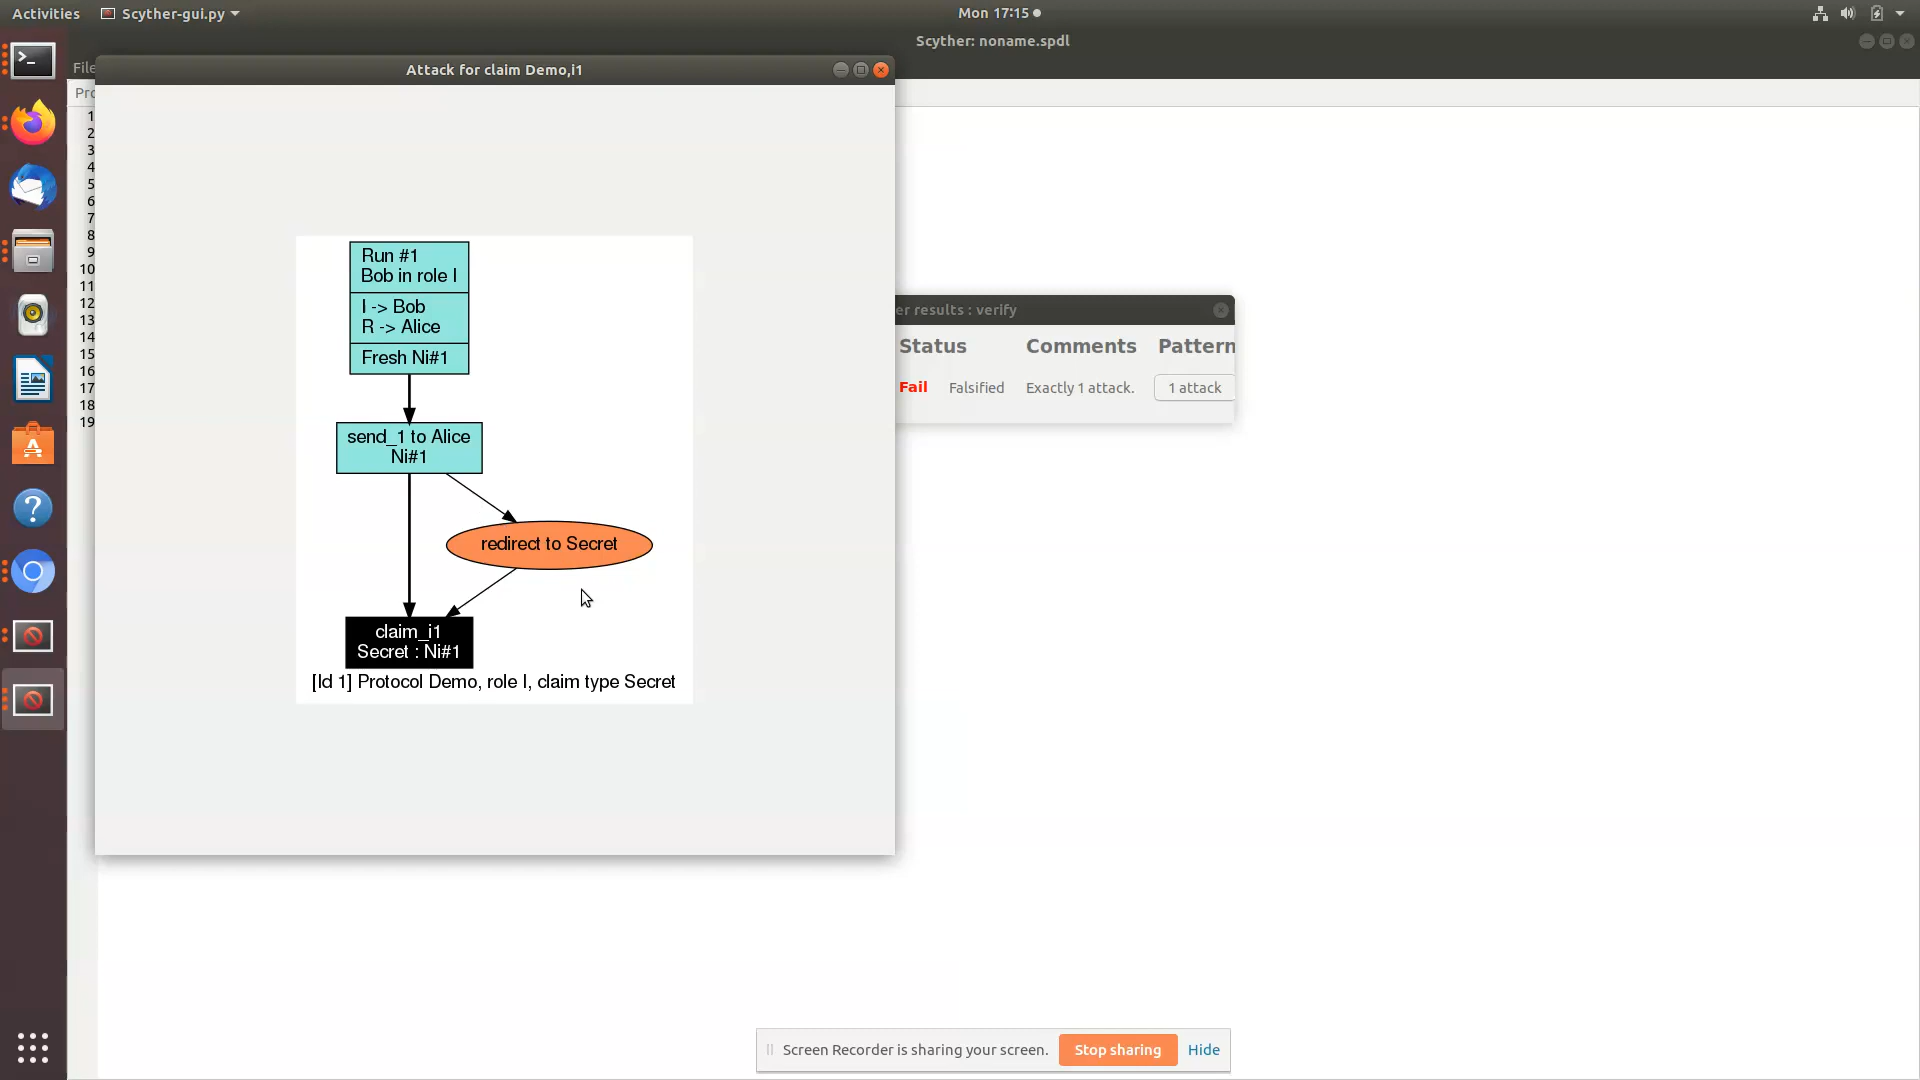 Activities
Scyther-gui.py
Mon 17:15
Scyther: noname.spdl
File
Attack for claim Demo,i1
Pro
1
2
3
4
5
6
7
8
9
10
11
12
13
14
15
16
17
18
19
Run #1
Bob in role I
I -> Bob
R -> Alice
Fresh Ni#1
send_1 to Alice
Ni#1
redirect to Secret
claim_i1
Secret : Ni#1
[Id 1] Protocol Demo, role I, claim type Secret
er results : verify
Status Comments Pattern
Fail Falsified Exactly 1 attack. 1 attack
Screen Recorder is sharing your screen. Stop sharing Hide